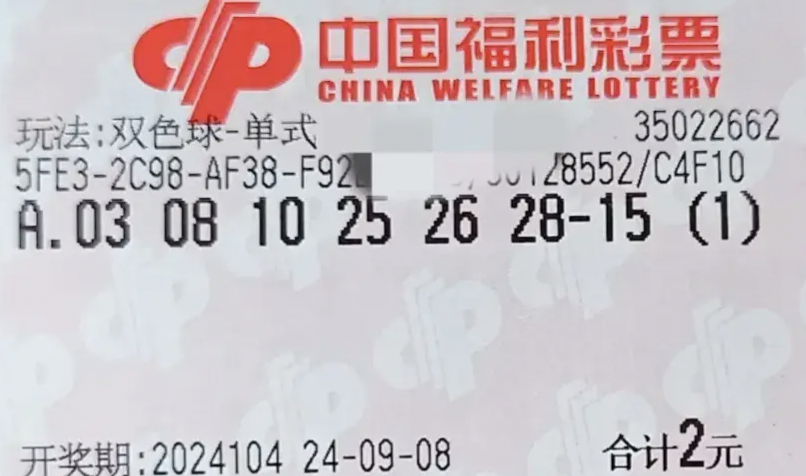 中国福利彩票
CHINA WELFARE LOTTERY
玩法:双色球-单式 35022662
5FE3-2C98-AF38-F92 28552/C4F10
A.03 08 10 25 26 28-15 (1)
开奖期:2024104 24-09-08 合计2元